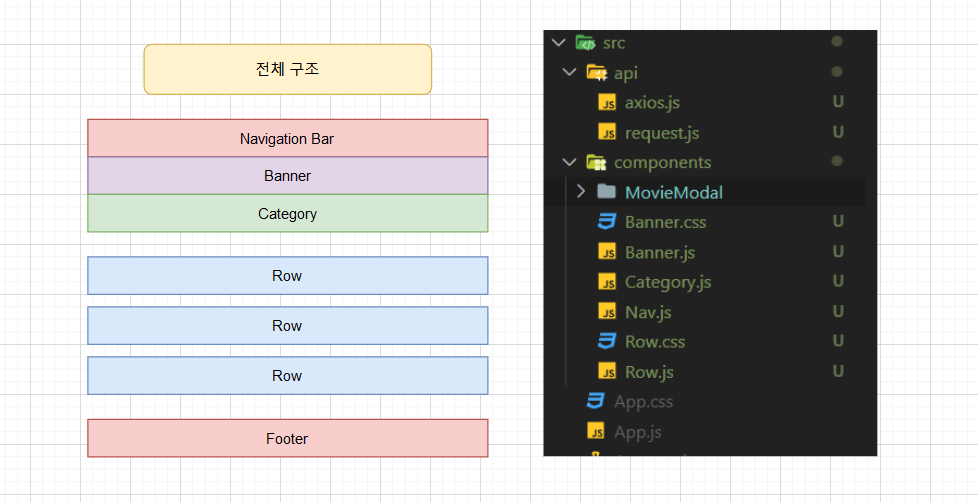 전체 구조
Navigation Bar
Banner
Category
Row
Row
Row
Footer
src
api
JS axios.js U
JS request.js U
components
MovieModal
Banner.css U
JS Banner.js U
JS Category.js U
JS Nav.js U
Row.css U
JS Row.js U
App.css
JS App.js